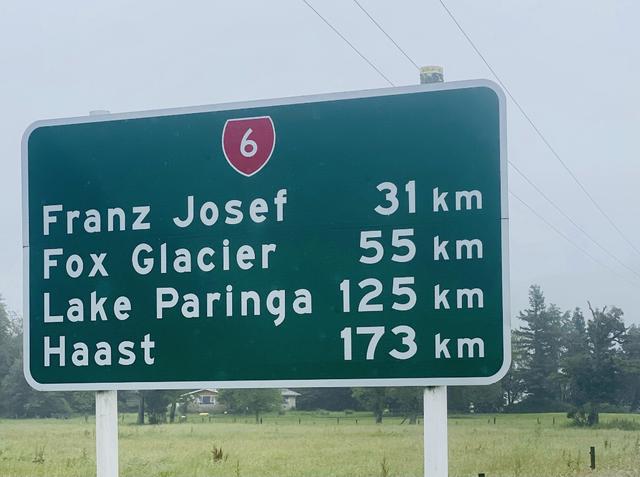 6
Franz Josef 31 km
Fox Glacier 55 km
Lake Paringa 125 km
Haast 173 km